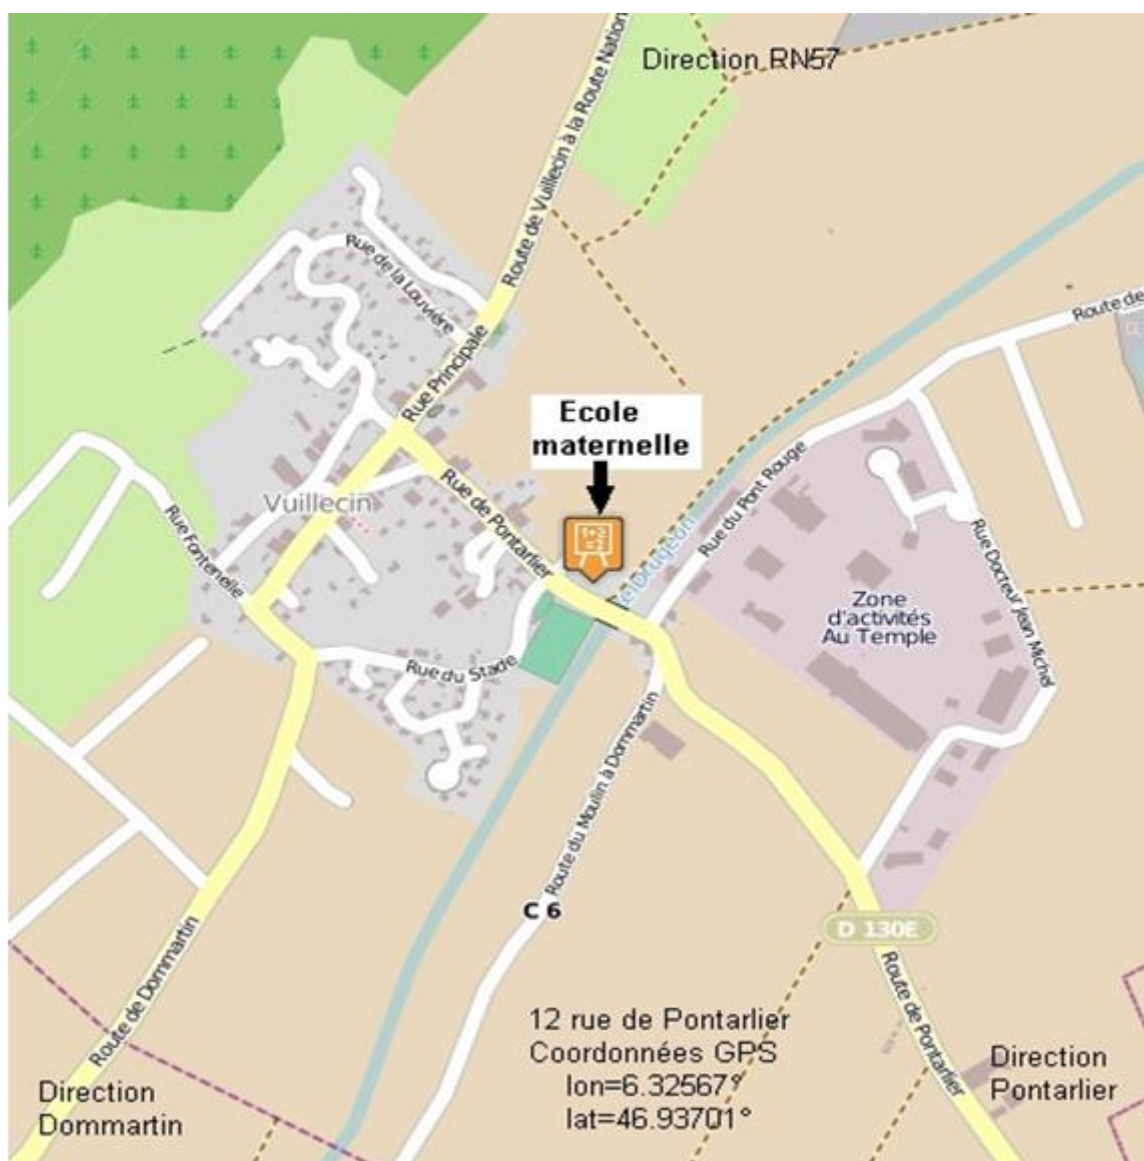 Direction RN57
Route de Vuillecin à la Route Nation
Rue de la Louvière
Rue Principale
Route de
Ecole
maternelle
1+2
Rue du Pont Rouge
Vuillecin
Rue de Pontarlier
Rue Fontenelle
Drugeon
Zone
d'activités
Au Temple
Rue Docteur Jean Michel
Rue du Stade
Route du Moulin à Dommartin
C 6
D 130E
Route de Dommartin
Route de Pontarlier
12 rue de Pontarlier
Coordonnées GPS
lon=6.32567°
lat=46.93701°
Direction
Dommartin
Direction
Pontarlier